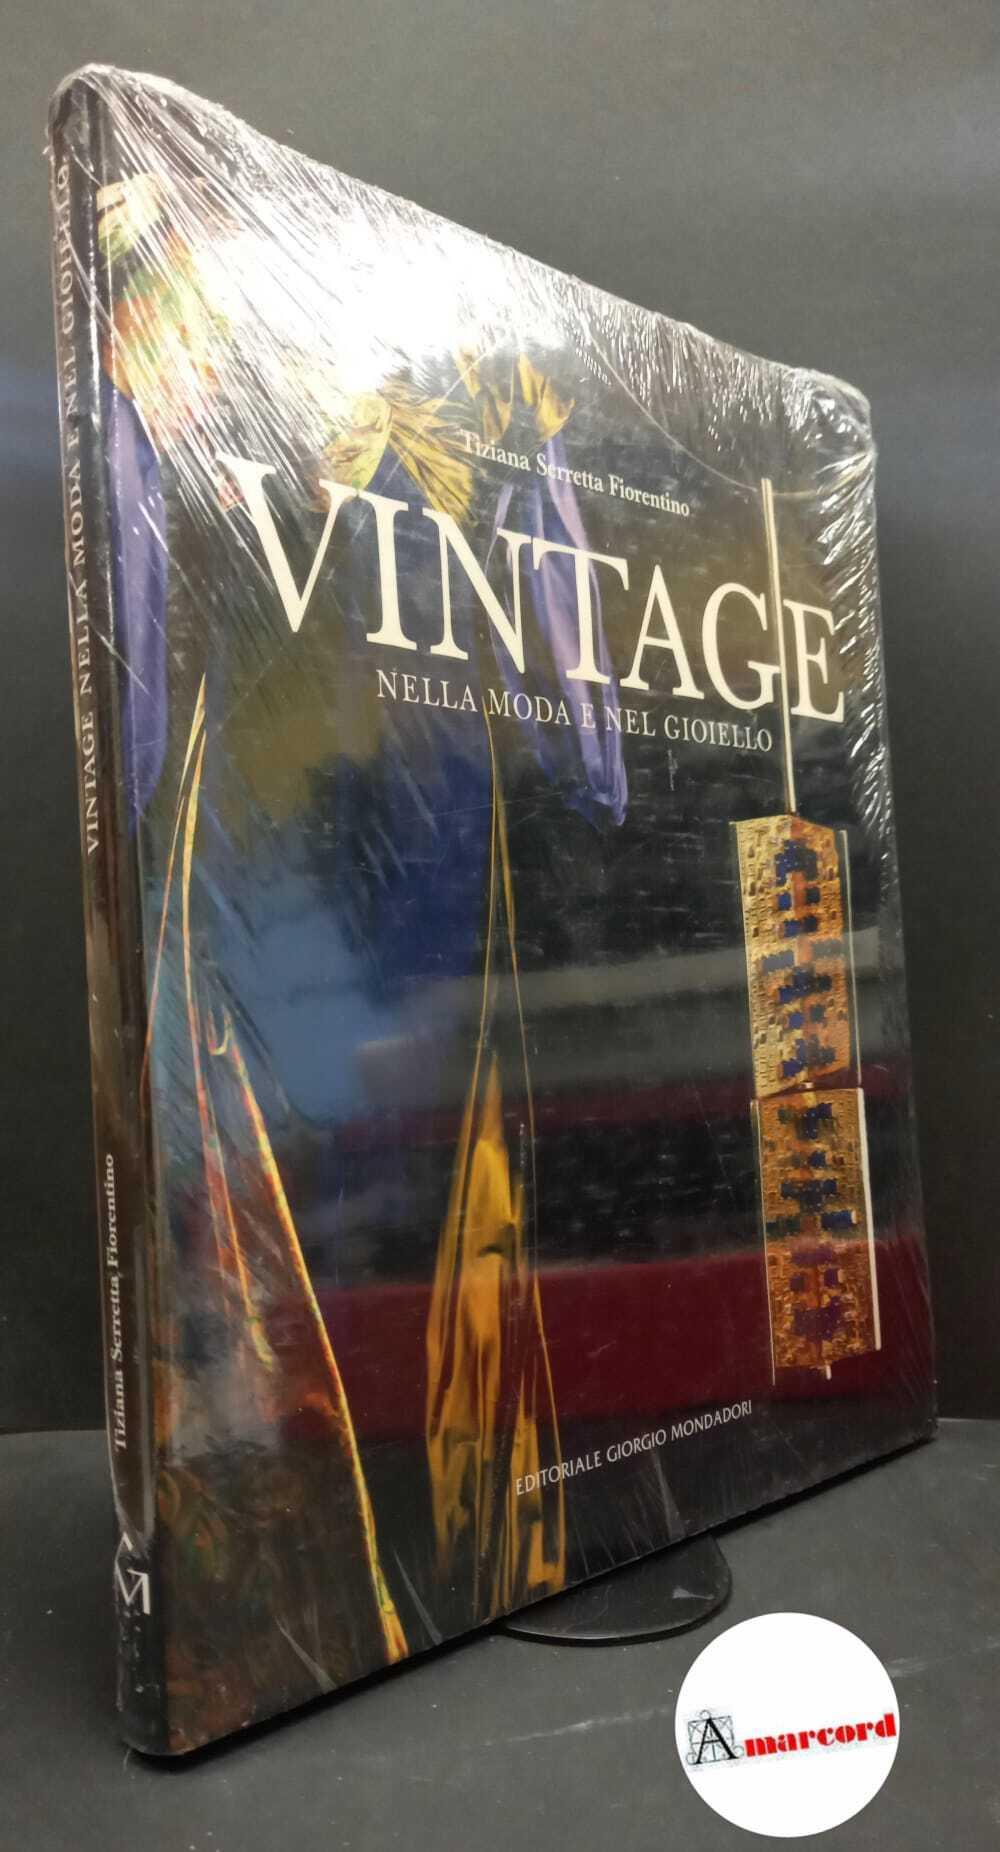 VINTAGE NELLA MODA E NEL GIOIELLO
Tiziana Serretta Fiorentino
Tiziana Serretta Fiorentino
VINTAGE
NELLA MODA E NEL GIOIELLO
EDITORIALE GIORGIO MONDADORI
Amarcord